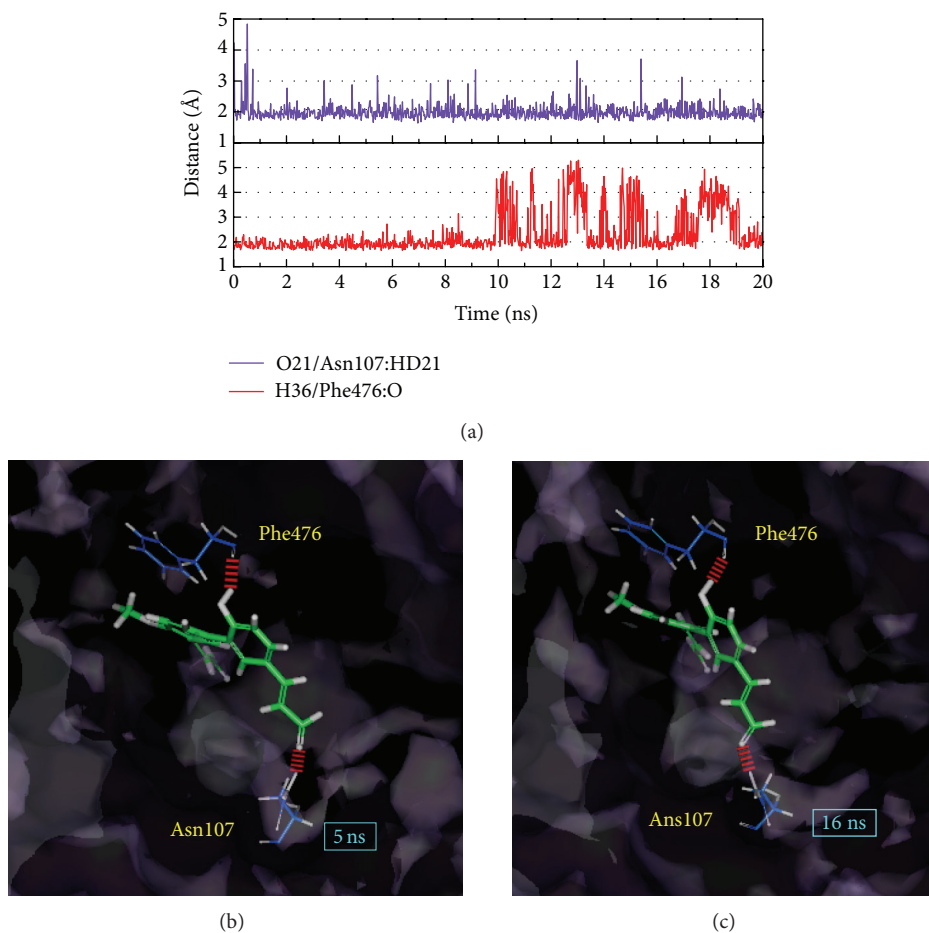 5
4
3
2
1
5
4
3
2
1
Distance (Å)
0 2 4 6 8 10 12 14 16 18 20
Time (ns)
O21/Asn107:HD21
H36/Phe476:O
(a)
Phe476
Asn107
5 ns
(b)
Phe476
Ans107
16 ns
(c)